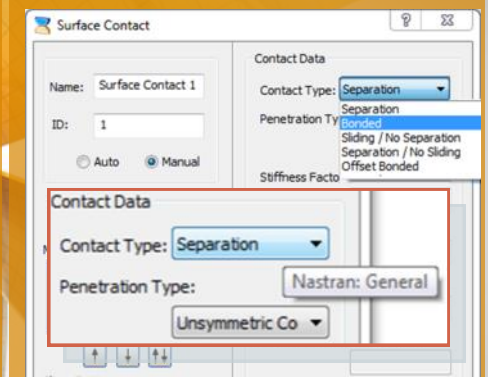 Surface Contact
Name: Surface Contact 1
ID: 1
Auto Manual
Contact Data
Contact Type: Separation
Separation
Penetration Ty
Bonded
Sliding / No Separation
Separation / No Sliding
Offset Bonded
Stiffness Facto
Contact Data
Contact Type: Separation
Nastran: General
Penetration Type:
Unsymmetric Co